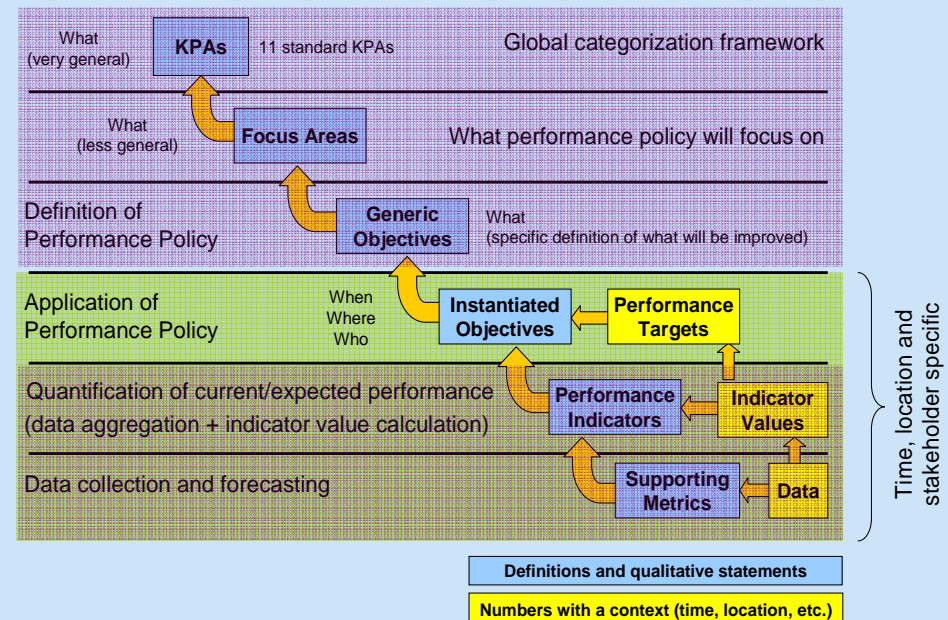 What
(very general)
KPAs
11 standard KPAs
Global categorization framework
What
(less general)
Focus Areas
What performance policy will focus on
Definition of
Performance Policy
Generic
Objectives
What
(specific definition of what will be improved)
Application of
Performance Policy
When
Where
Who
Instantiated
Objectives
Performance
Targets
Quantification of current/expected performance
(data aggregation + indicator value calculation)
Performance
Indicators
Indicator
Values
Data collection and forecasting
Supporting
Metrics
Data
Time, location and
stakeholder specific
Definitions and qualitative statements
Numbers with a context (time, location, etc.)